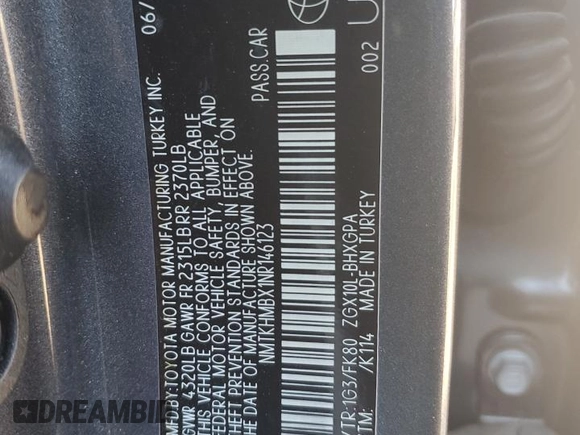 06/
MFD.BY:TOYOTA MOTOR MANUFACTURING TURKEY INC.
GVWR 4320LB GAWR FR 2315LB RR 2370LB
THIS VEHICLE CONFORMS TO ALL APPLICABLE
FEDERAL MOTOR VEHICLE SAFETY, BUMPER, AND
THEFT PREVENTION STANDARDS IN EFFECT ON
THE DATE OF MANUFACTURE SHOWN ABOVE.
NMTKHMBX1NR146123 PASS.CAR
C/TR:1G3/FK80 ZGX10L-BHXGPA
TM: /K114 MADE IN TURKEY
002
U
DREAMBID